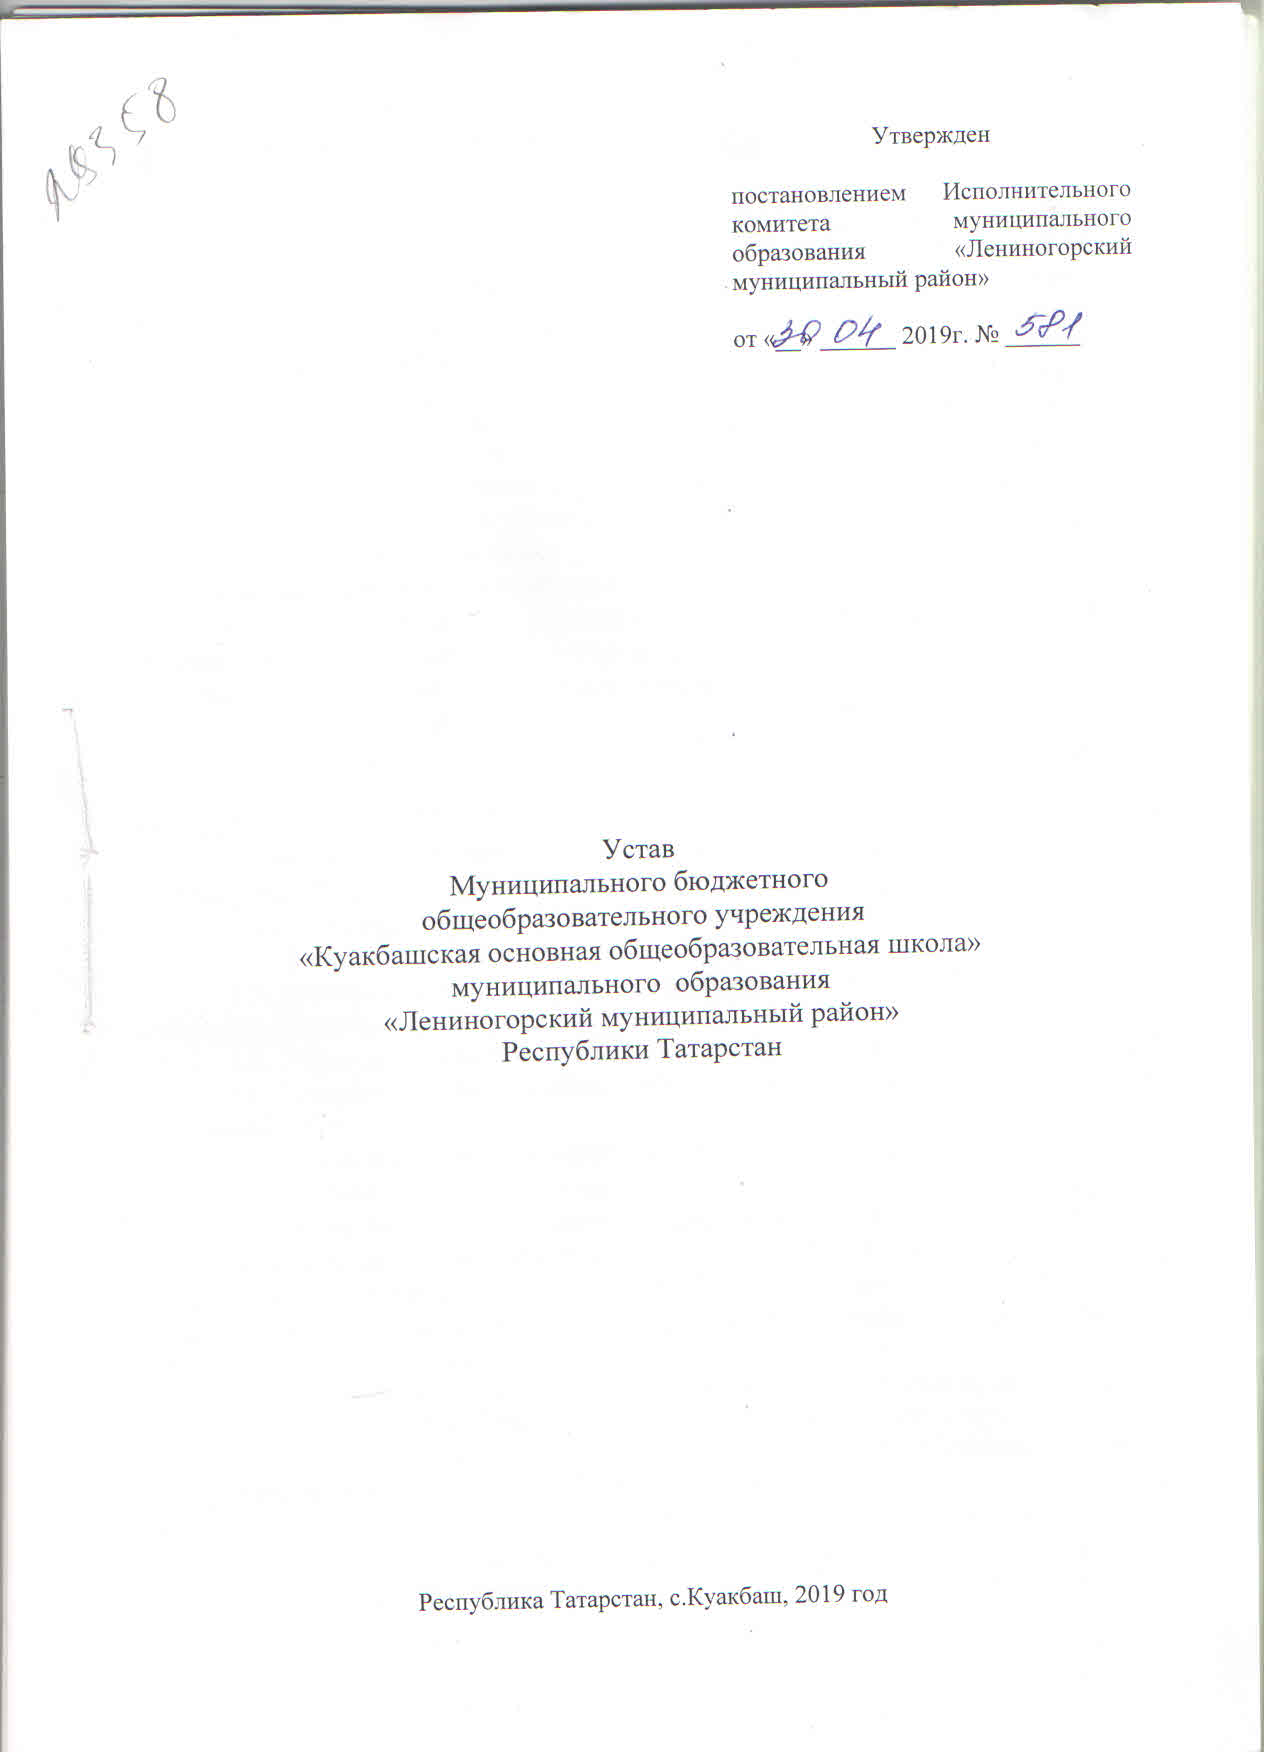 Утвержден
постановлением Исполнительного
комитета муниципального
образования «Лениногорский
муниципальный район»
от «30» 04 2019г. № 581
Устав
Муниципального бюджетного
общеобразовательного учреждения
«Куакбашская основная общеобразовательная школа»
муниципального образования
«Лениногорский муниципальный район»
Республики Татарстан
Республика Татарстан, с.Куакбаш, 2019 год